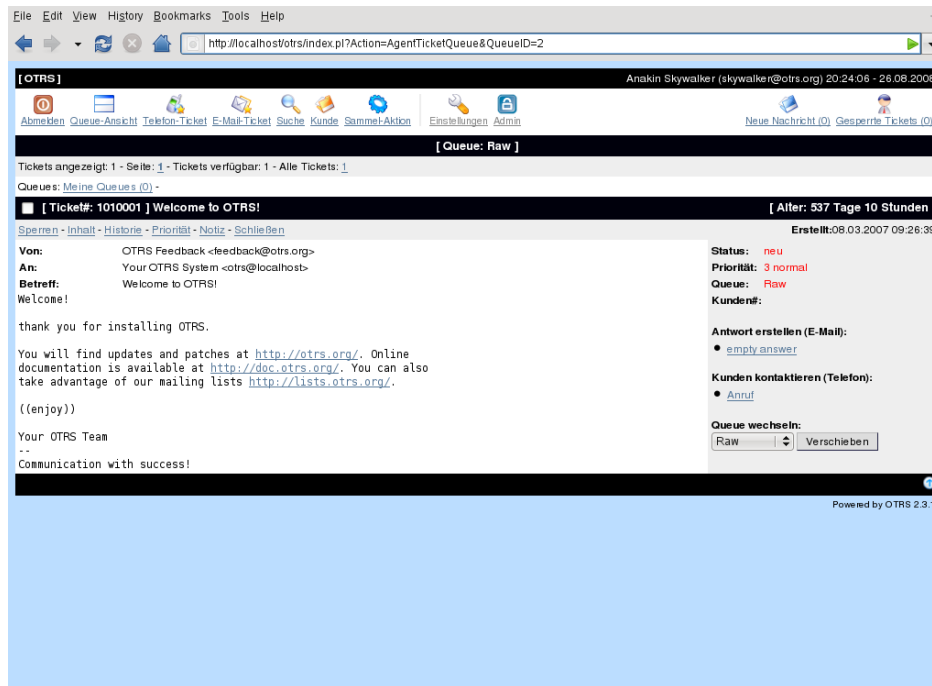 File Edit View History Bookmarks Tools Help
http://localhost/otrs/index.pl?Action=AgentTicketQueue&QueueID=2
[OTRS] Anakin Skywalker (skywalker@otrs.org) 20:24:06 - 26.08.2008
Abmelden Queue-Ansicht Telefon-Ticket E-Mail-Ticket Suche Kunde Sammel-Aktion Einstellungen Admin Neue Nachricht (0) Gesperrte Tickets (0)
[ Queue: Raw ]
Tickets angezeigt: 1 - Seite: 1 - Tickets verfügbar: 1 - Alle Tickets: 1
Queues: Meine Queues (0) -
[ Ticket#: 1010001 ] Welcome to OTRS! [ Alter: 537 Tage 10 Stunden
Sperren - Inhalt - Historie - Priorität - Notiz - Schließen Erstellt:08.03.2007 09:26:39
Von: OTRS Feedback <feedback@otrs.org> Status: neu
An: Your OTRS System <otrs@localhost> Priorität: 3 normal
Betreff: Welcome to OTRS! Queue: Raw
Welcome! Kunden#:
thank you for installing OTRS.
Antwort erstellen (E-Mail):
You will find updates and patches at http://otrs.org/. Online empty answer
documentation is available at http://doc.otrs.org/. You can also
take advantage of our mailing lists http://lists.otrs.org/. Kunden kontaktieren (Telefon):
Anruf
((enjoy))
Queue wechseln:
Your OTRS Team Raw Verschieben
--
Communication with success!
Powered by OTRS 2.3.